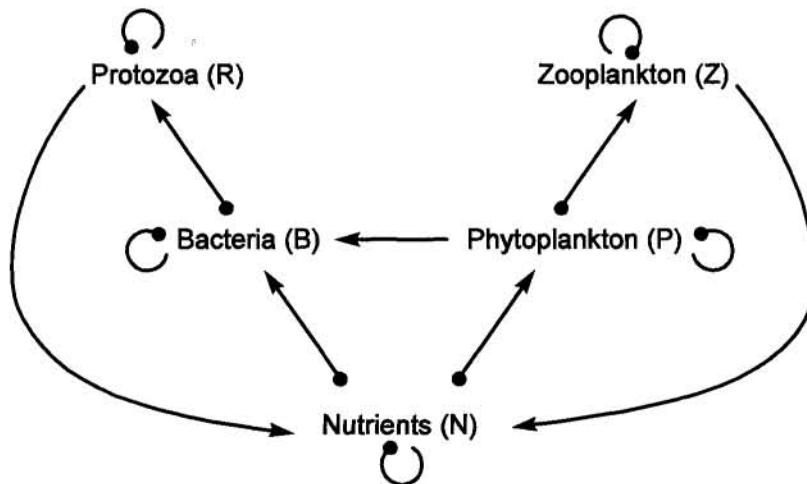 Protozoa (R)
Zooplankton (Z)
Bacteria (B)
Phytoplankton (P)
Nutrients (N)